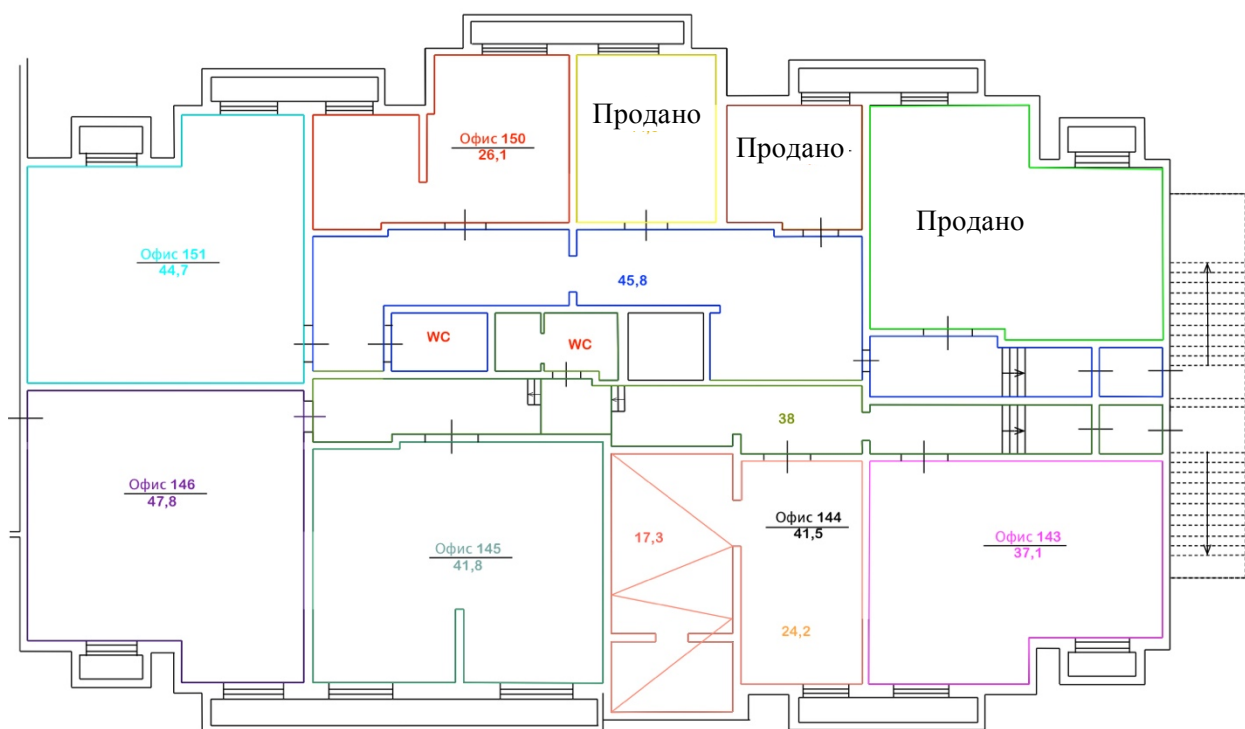 Продано
Офис 150
26,1
Продано
Продано
Офис 151
44,7
45,8
WC
WC
38
Офис 146
47,8
Офис 144
41,5
17,3
Офис 145
41,8
Офис 143
37,1
24,2